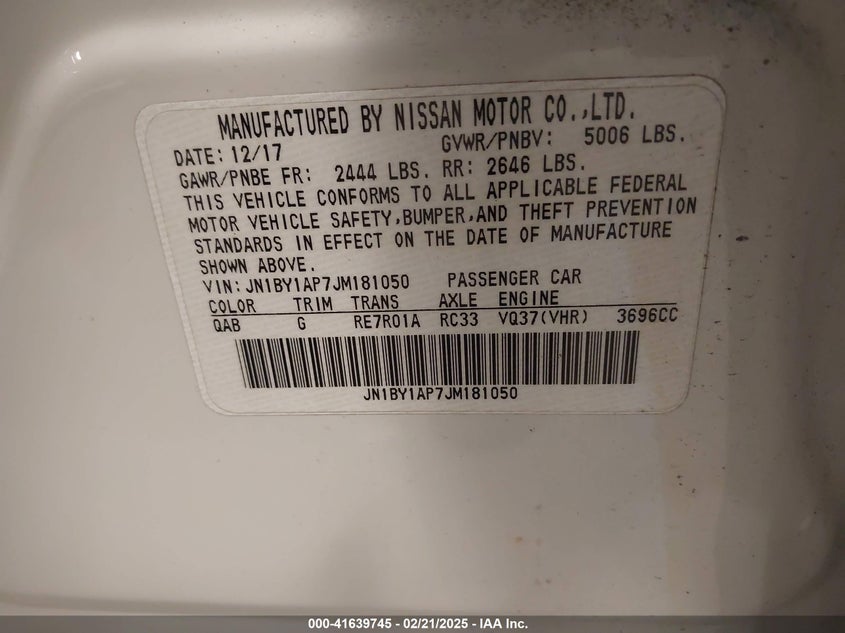 MANUFACTURED BY NISSAN MOTOR CO.,LTD.
DATE: 12/17 GVWR/PNBV: 5006 LBS.
GAWR/PNBE FR: 2444 LBS. RR: 2646 LBS.
THIS VEHICLE CONFORMS TO ALL APPLICABLE FEDERAL
MOTOR VEHICLE SAFETY,BUMPER,AND THEFT PREVENTION
STANDARDS IN EFFECT ON THE DATE OF MANUFACTURE
SHOWN ABOVE.
VIN: JN1BY1AP7JM181050 PASSENGER CAR
COLOR TRIM TRANS AXLE ENGINE
QAB G RE7R01A RC33 VQ37(VHR) 3696CC
JN1BY1AP7JM181050
000-41639745 - 02/21/2025 - IAA Inc.